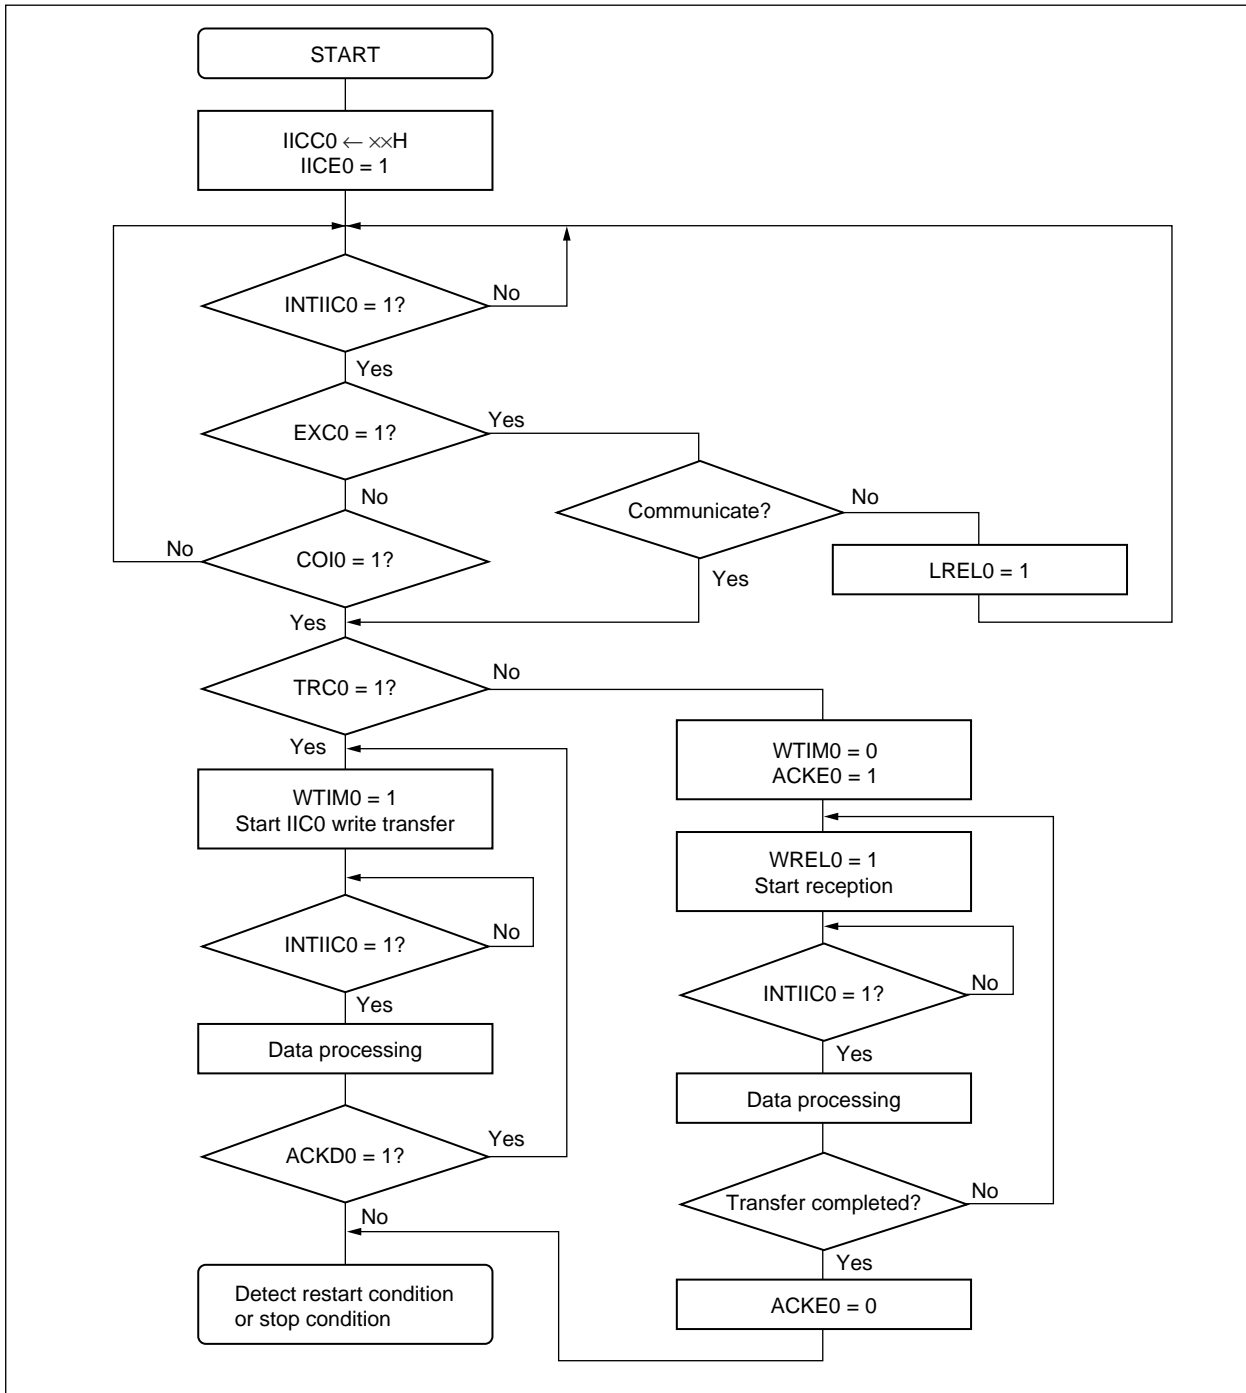 START
IICC0 ← ××H
IICE0 = 1
INTIIC0 = 1?
No
Yes
EXC0 = 1?
Yes
No
Communicate?
No
Yes
COI0 = 1?
No
Yes
LREL0 = 1
TRC0 = 1?
No
Yes
WTIM0 = 1
Start IIC0 write transfer
INTIIC0 = 1?
No
Yes
Data processing
ACKD0 = 1?
Yes
No
WTIM0 = 0
ACKE0 = 1
WREL0 = 1
Start reception
INTIIC0 = 1?
No
Yes
Data processing
Transfer completed?
No
Yes
ACKE0 = 0
Detect restart condition
or stop condition